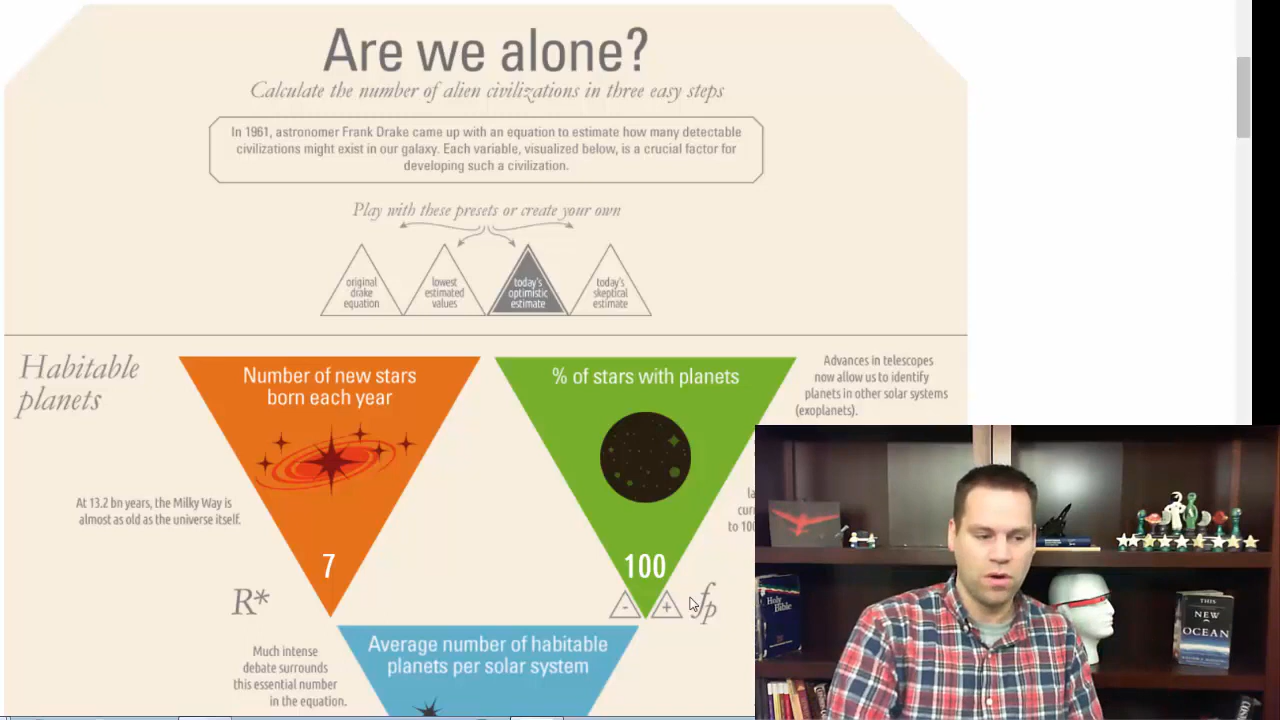 Are we alone?
Calculate the number of alien civilizations in three easy steps
In 1961, astronomer Frank Drake came up with an equation to estimate how many detectable
civilizations might exist in our galaxy. Each variable, visualized below, is a crucial factor for
developing such a civilization.
Play with these presets or create your own
original
drake
equation
lowest
estimated
values
today's
optimistic
estimate
today's
skeptical
estimate
Habitable
planets
Number of new stars
born each year
% of stars with planets
Advances in telescopes
now allow us to identify
planets in other solar systems
(exoplanets).
At 13.2 bn years, the Milky Way is
almost as old as the universe itself.
7
100
to 100
R*
- +
fp
Average number of habitable
planets per solar system
Much intense
debate surrounds
this essential number
in the equation.
Holy
Bible
THIS
NEW
OCEAN